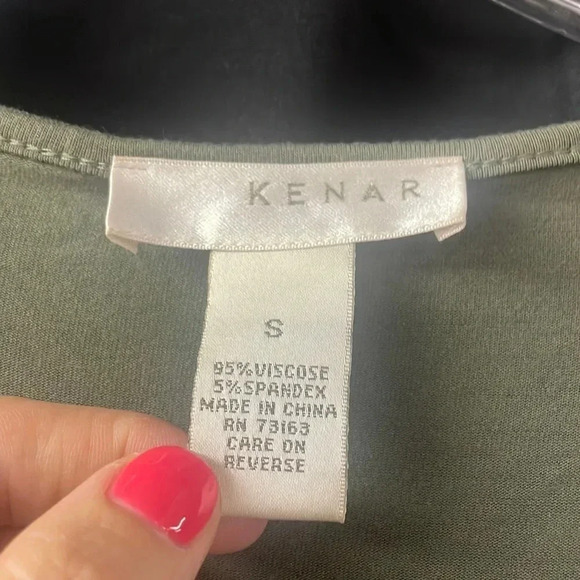 KENAR
S
95%VISCOSE
5%SPANDEX
MADE IN CHINA
RN 73163
CARE ON
REVERSE